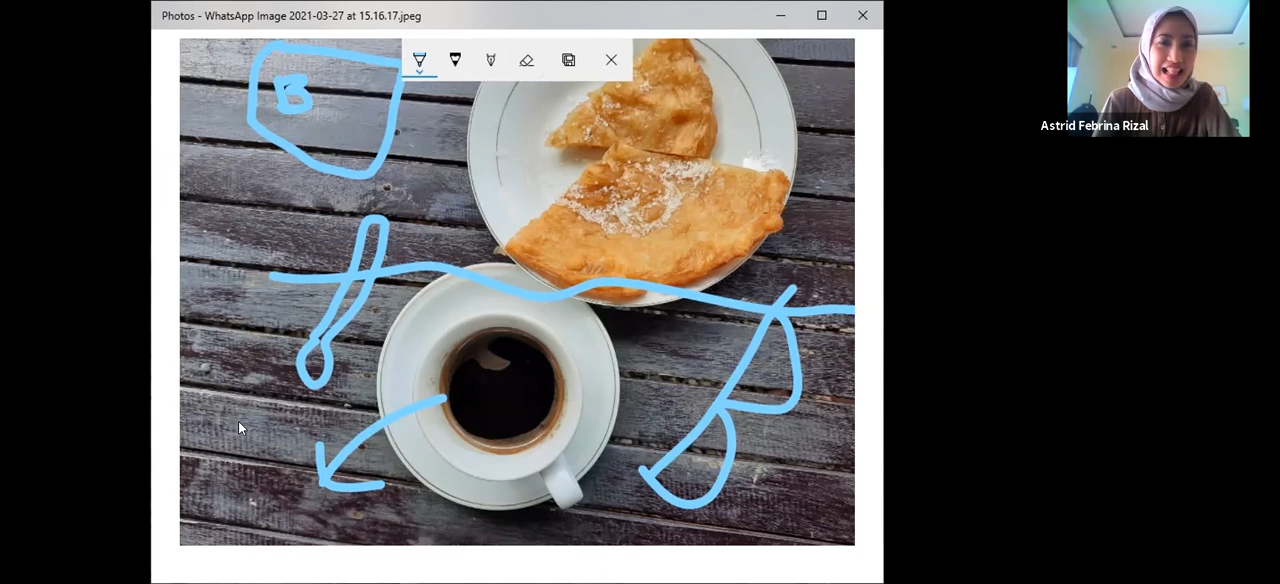 Photos - WhatsApp Image 2021-03-27 at 15.16.17.jpeg
B
Astrid Febrina Rizal